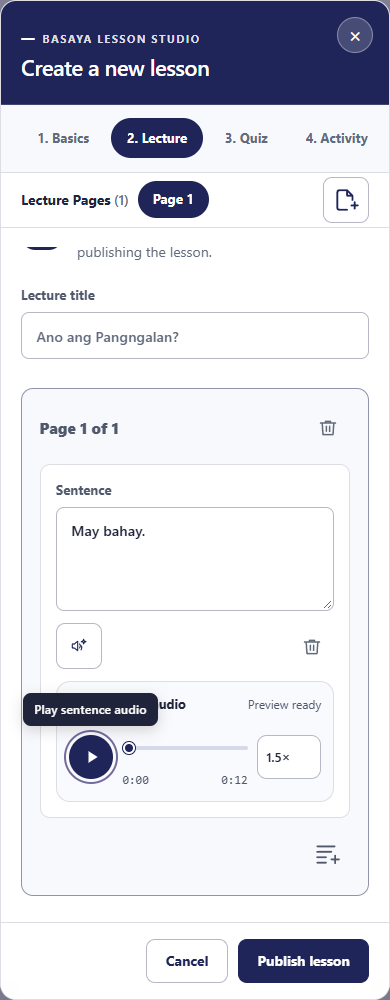 BASAYA LESSON STUDIO
Create a new lesson
1. Basics 2. Lecture 3. Quiz 4. Activity
Lecture Pages (1) Page 1
publishing the lesson.
Lecture title
Ano ang Pangngalan?
Page 1 of 1
Sentence
May bahay.
Play sentence audio
Preview ready
0:00 0:12
1.5×
Cancel Publish lesson